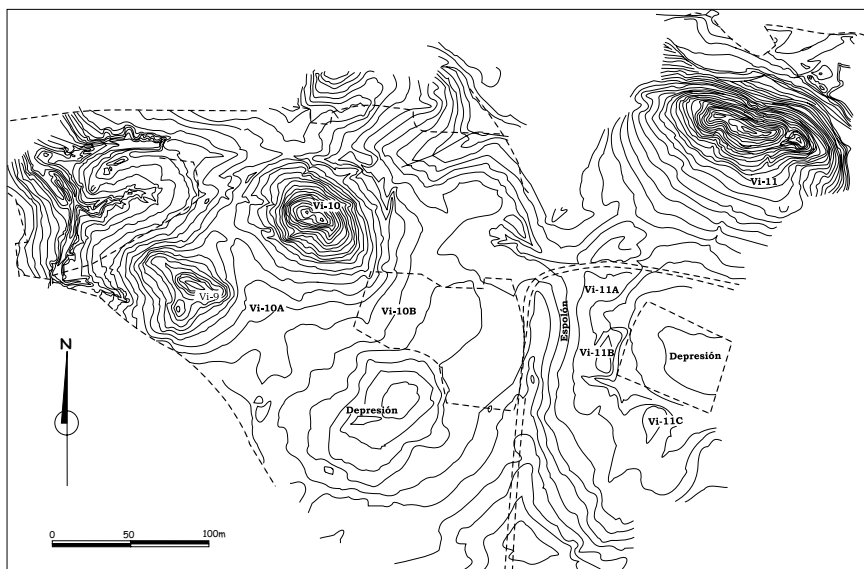 Vi-11
Vi-10
Vi-11A
Vi-9
Vi-10A
Vi-10B
Espolón
Vi-11B
Depresión
N
Depresión
Vi-11C
0 50 100m